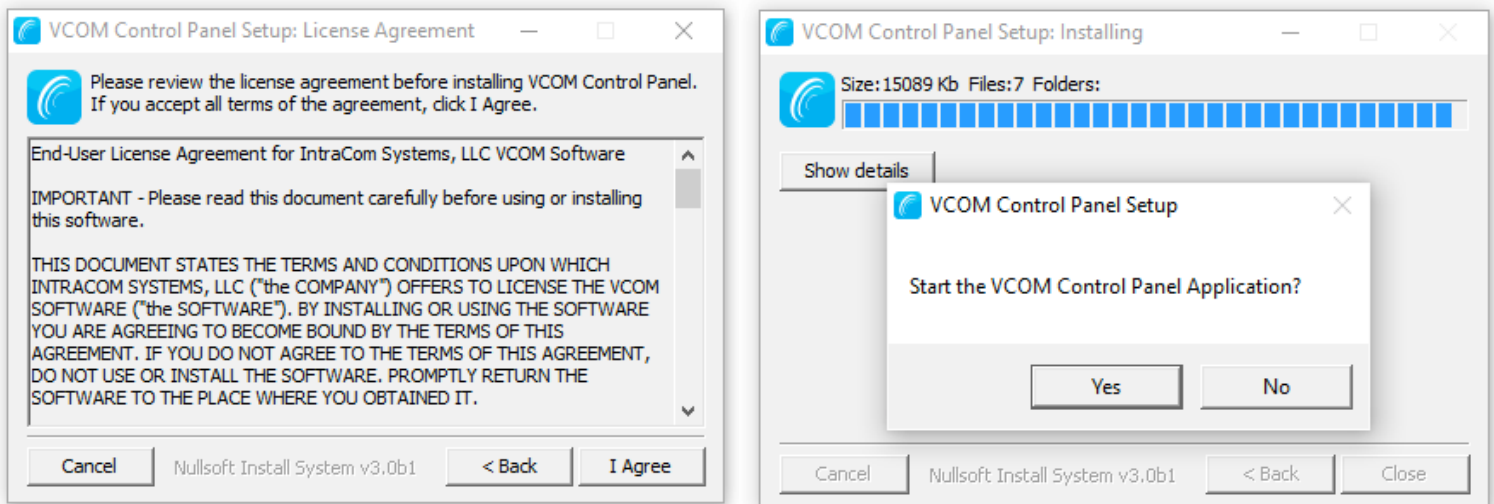 VCOM Control Panel Setup: License Agreement
Please review the license agreement before installing VCOM Control Panel.
If you accept all terms of the agreement, click I Agree.
End-User License Agreement for IntraCom Systems, LLC VCOM Software
IMPORTANT - Please read this document carefully before using or installing
this software.
THIS DOCUMENT STATES THE TERMS AND CONDITIONS UPON WHICH
INTRACOM SYSTEMS, LLC ("the COMPANY") OFFERS TO LICENSE THE VCOM
SOFTWARE ("the SOFTWARE"). BY INSTALLING OR USING THE SOFTWARE
YOU ARE AGREEING TO BECOME BOUND BY THE TERMS OF THIS
AGREEMENT. IF YOU DO NOT AGREE TO THE TERMS OF THIS AGREEMENT,
DO NOT USE OR INSTALL THE SOFTWARE. PROMPTLY RETURN THE
SOFTWARE TO THE PLACE WHERE YOU OBTAINED IT.
Cancel Nullsoft Install System v3.0b1 < Back I Agree
VCOM Control Panel Setup: Installing
Size:15089 Kb Files:7 Folders:
Show details
VCOM Control Panel Setup
Start the VCOM Control Panel Application?
Yes No
Cancel Nullsoft Install System v3.0b1 < Back Close